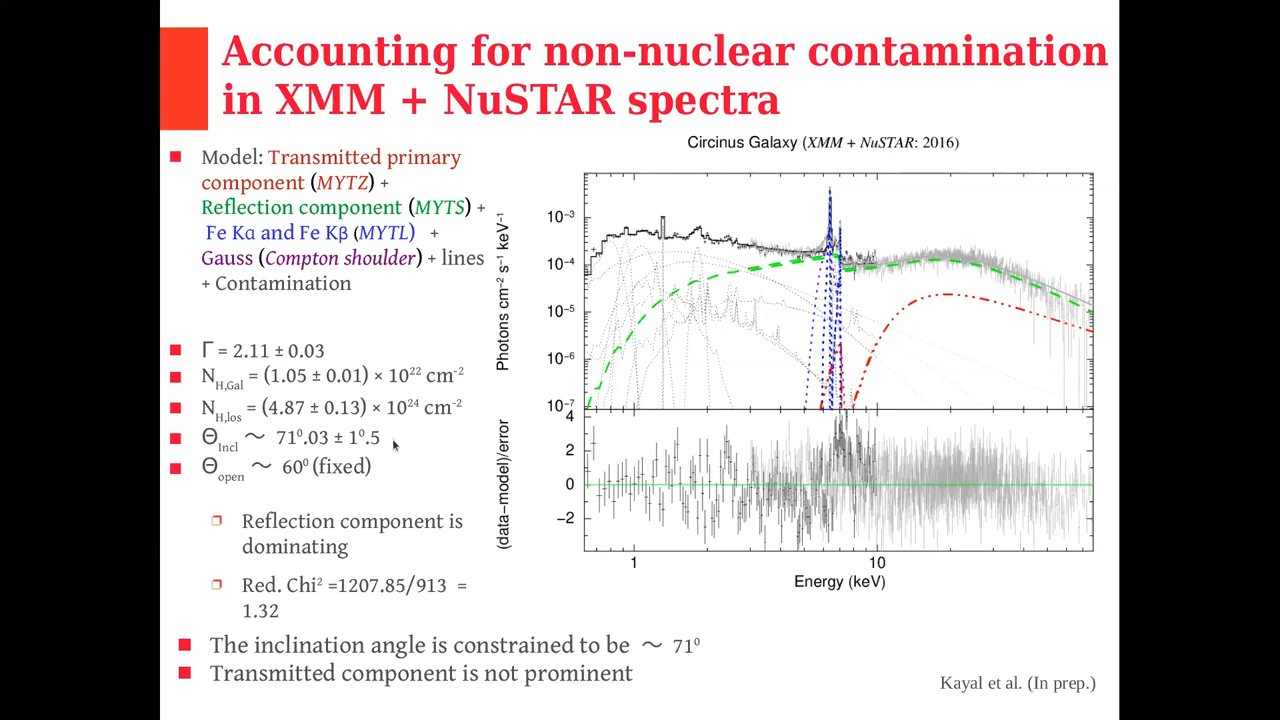 Accounting for non-nuclear contamination
in XMM + NuSTAR spectra
Model: Transmitted primary
component (MYTZ) +
Reflection component (MYTS) +
Fe Kα and Fe Kβ (MYTL) +
Gauss (Compton shoulder) + lines
+ Contamination
Γ = 2.11 ± 0.03
N_H,Gal = (1.05 ± 0.01) × 10²² cm⁻²
N_H,los = (4.87 ± 0.13) × 10²⁴ cm⁻²
Θ_Incl ∼ 71⁰.03 ± 1⁰.5
Θ_open ∼ 60⁰ (fixed)
Reflection component is
dominating
Red. Chi² =1207.85/913 =
1.32
The inclination angle is constrained to be ∼ 71⁰
Transmitted component is not prominent
Circinus Galaxy (XMM + NuSTAR: 2016)
Photons cm⁻² s⁻¹ keV⁻¹
10⁻³
10⁻⁴
10⁻⁵
10⁻⁶
10⁻⁷
(data−model)/error
4
2
0
−2
1 10
Energy (keV)
Kayal et al. (In prep.)